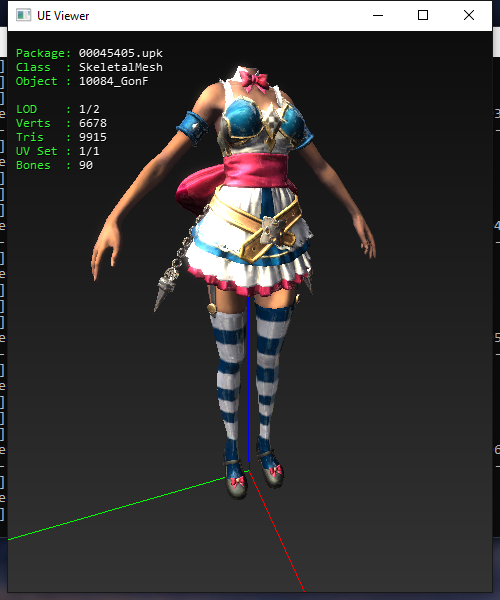 UE Viewer
Package: 00045405.upk
Class : SkeletalMesh
Object : 10084_GonF
LOD : 1/2
Verts : 6678
Tris : 9915
UV Set : 1/1
Bones : 90